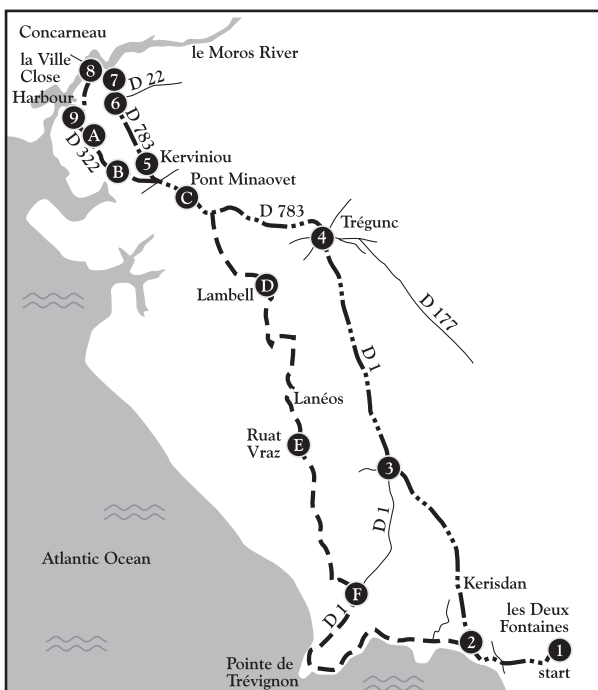 Concarneau
le Moros River
la Ville
Close
8
7
D 22
Harbour
6
9
A
D 783
D 322
B
5
Kerviniou
Pont Minaovet
C
D 783
Trégunc
4
D
Lambell
D 177
D 1
Lanéos
Ruat
Vraz
E
3
D 1
Atlantic Ocean
Kerisdan
F
D 1
les Deux
Fontaines
2
1
start
Pointe de
Trévignon